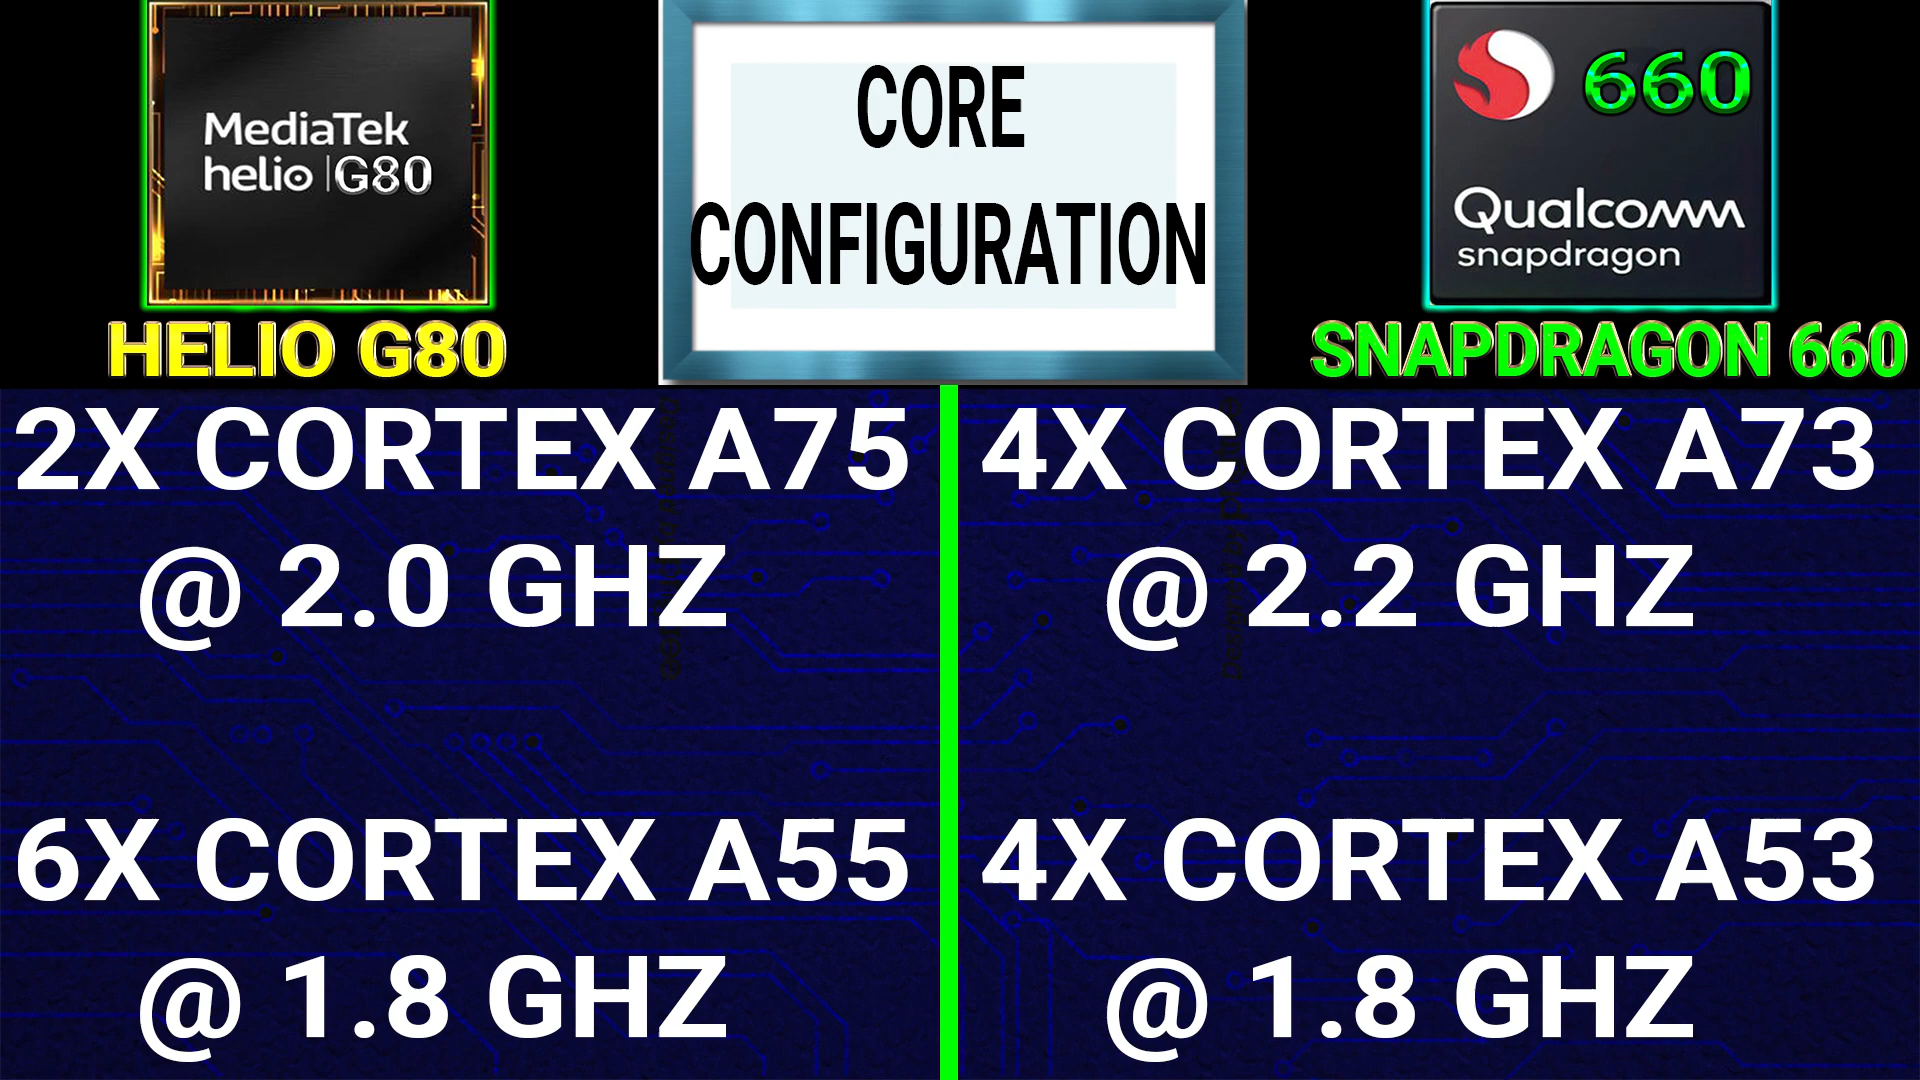 MediaTek
helio G80
HELIO G80
CORE
CONFIGURATION
660
Qualcomm
snapdragon
SNAPDRAGON 660
2X CORTEX A75
@ 2.0 GHZ
6X CORTEX A55
@ 1.8 GHZ
4X CORTEX A73
@ 2.2 GHZ
4X CORTEX A53
@ 1.8 GHZ